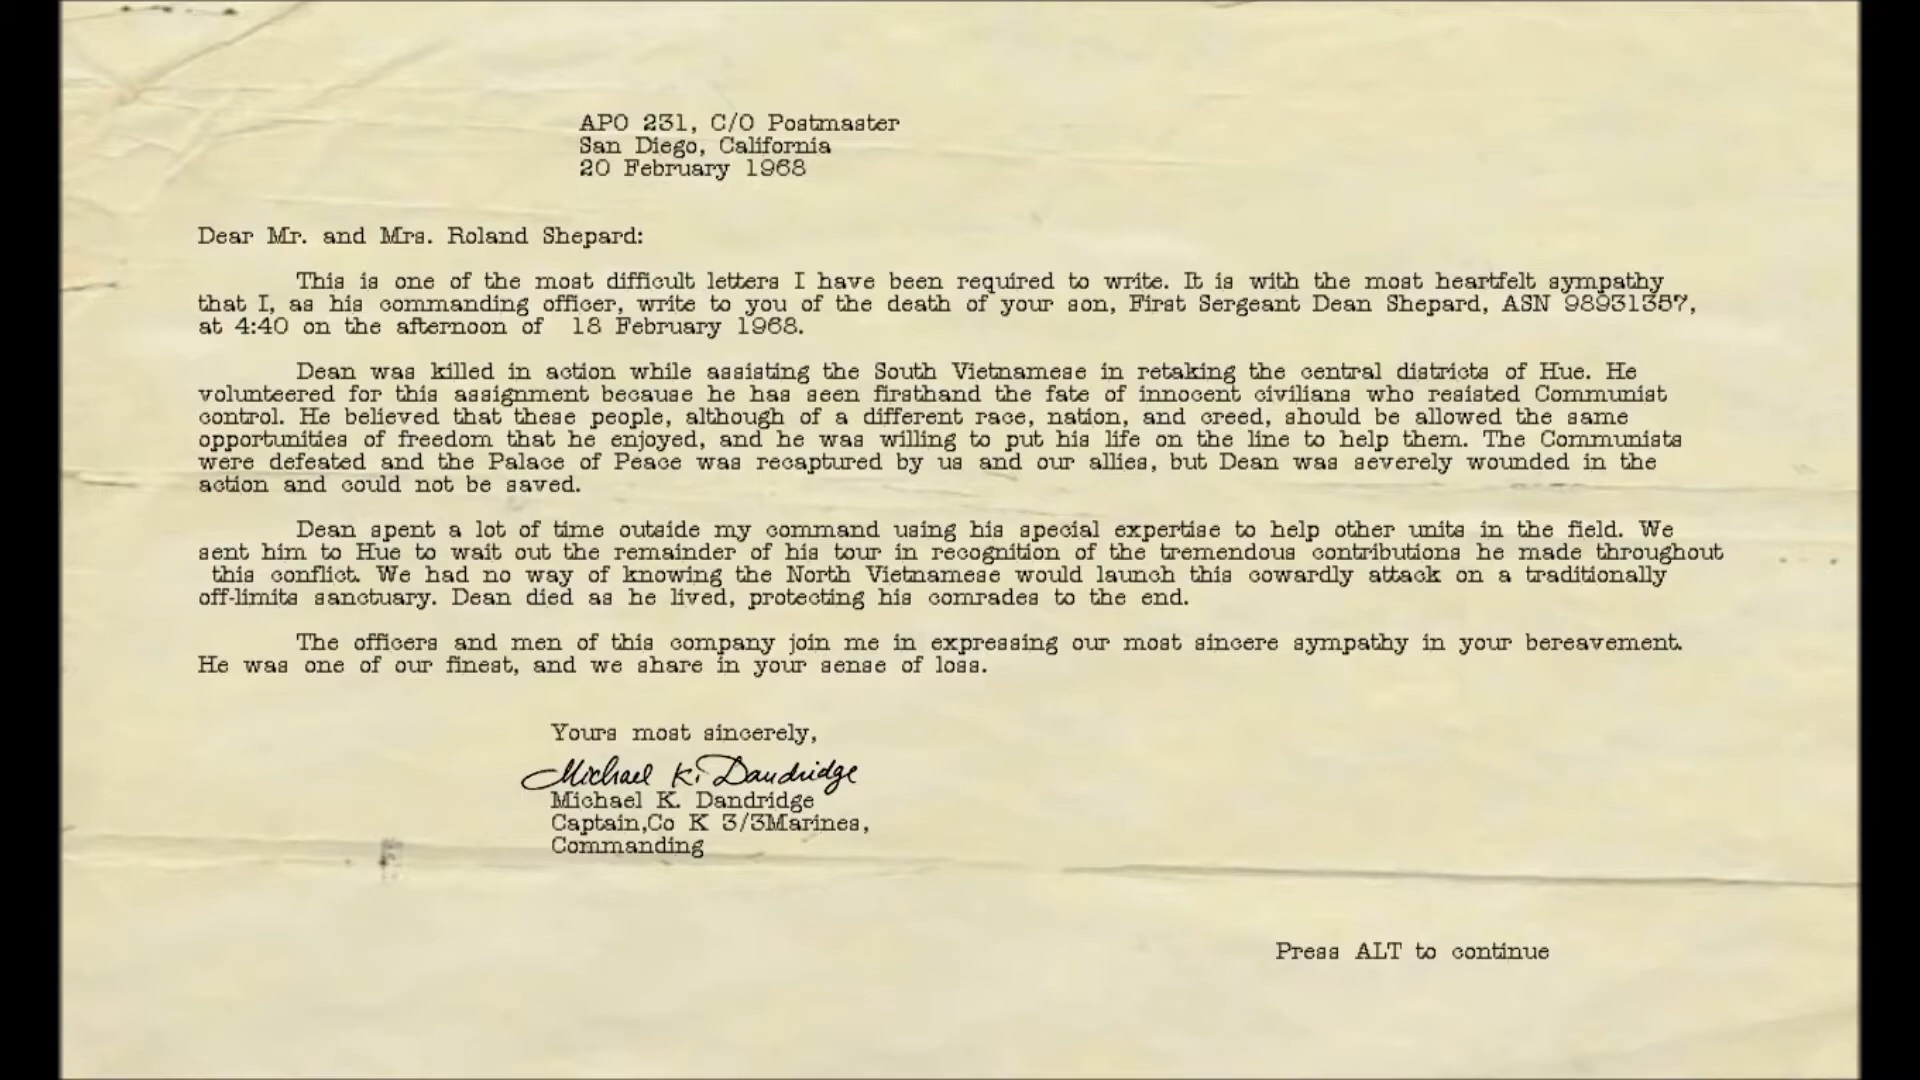 APO 231, C/O Postmaster
San Diego, California
20 February 1968
Dear Mr. and Mrs. Roland Shepard:
This is one of the most difficult letters I have been required to write. It is with the most heartfelt sympathy
that I, as his commanding officer, write to you of the death of your son, First Sergeant Dean Shepard, ASN 98931357,
at 4:40 on the afternoon of 18 February 1968.
Dean was killed in action while assisting the South Vietnamese in retaking the central districts of Hue. He
volunteered for this assignment because he has seen firsthand the fate of innocent civilians who resisted Communist
control. He believed that these people, although of a different race, nation, and creed, should be allowed the same
opportunities of freedom that he enjoyed, and he was willing to put his life on the line to help them. The Communists
were defeated and the Palace of Peace was recaptured by us and our allies, but Dean was severely wounded in the
action and could not be saved.
Dean spent a lot of time outside my command using his special expertise to help other units in the field. We
sent him to Hue to wait out the remainder of his tour in recognition of the tremendous contributions he made throughout
this conflict. We had no way of knowing the North Vietnamese would launch this cowardly attack on a traditionally
off-limits sanctuary. Dean died as he lived, protecting his comrades to the end.
The officers and men of this company join me in expressing our most sincere sympathy in your bereavement.
He was one of our finest, and we share in your sense of loss.
Yours most sincerely,
Michael K. Dandridge
Michael K. Dandridge
Captain,Co K 3/3Marines,
Commanding
Press ALT to continue